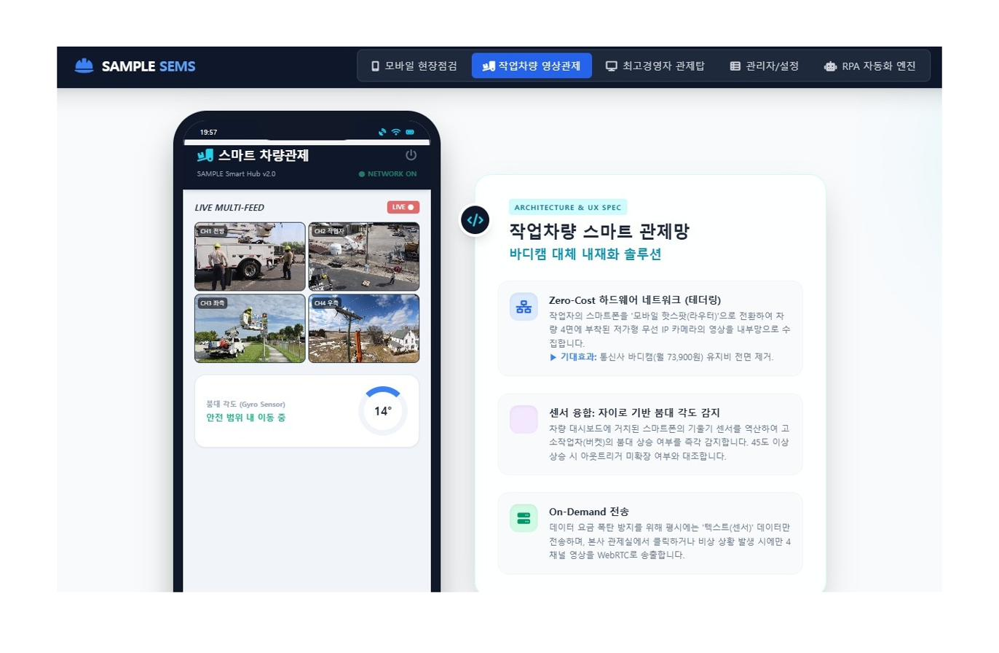 SAMPLE SEMS
모바일 현장점검
작업차량 영상관제
최고경영자 관제탑
관리자/설정
RPA 자동화 엔진
19:57
스마트 차량관제
SAMPLE Smart Hub v2.0
NETWORK ON
LIVE MULTI-FEED
LIVE
CH1 전방
CH2 작업자
CH3 좌측
CH4 우측
붐대 각도 (Gyro Sensor)
안전 범위 내 이동 중
14°
ARCHITECTURE & UX SPEC
작업차량 스마트 관제망
바디캠 대체 내재화 솔루션
Zero-Cost 하드웨어 네트워크 (테더링)
작업자의 스마트폰을 '모바일 핫스팟(라우터)'으로 전환하여 차
량 4면에 부착된 저가형 무선 IP 카메라의 영상을 내부망으로 수
집합니다.
▶ 기대효과: 통신사 바디캠(월 73,900원) 유지비 전면 제거.
센서 융합: 자이로 기반 붐대 각도 감지
차량 대시보드에 거치된 스마트폰의 기울기 센서를 역산하여 고
소작업차(버켓)의 붐대 상승 여부를 즉각 감지합니다. 45도 이상
상승 시 아웃트리거 미확장 여부와 대조합니다.
On-Demand 전송
데이터 요금 폭탄 방지를 위해 평시에는 '텍스트(센서)' 데이터만
전송하며, 본사 관제실에서 클릭하거나 비상 상황 발생 시에만 4
채널 영상을 WebRTC로 송출합니다.